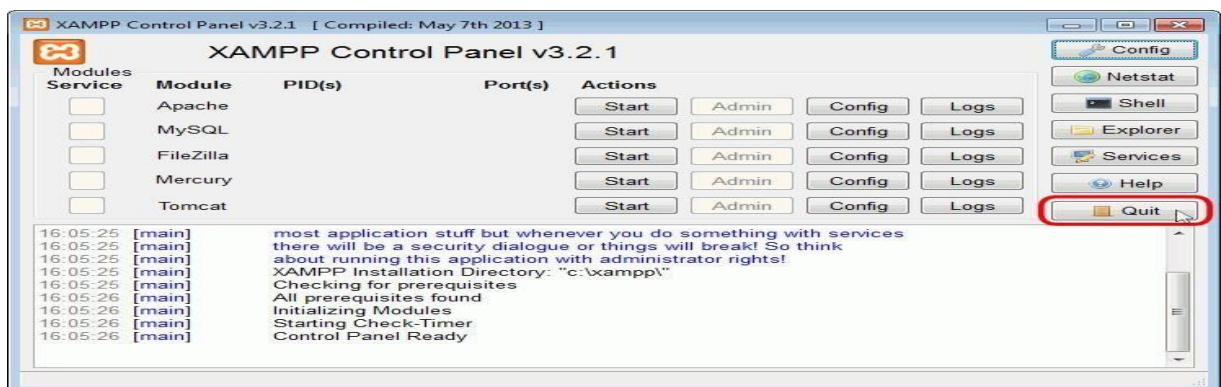 XAMPP Control Panel v3.2.1 [ Compiled: May 7th 2013 ]
XAMPP Control Panel v3.2.1
Config
Modules
Netstat
Service Module PID(s) Port(s) Actions
Apache Start Admin Config Logs
Shell
MySQL Start Admin Config Logs
Explorer
FileZilla Start Admin Config Logs
Services
Mercury Start Admin Config Logs
Help
Tomcat Start Admin Config Logs
Quit
16:05:25 [main] most application stuff but whenever you do something with services
16:05:25 [main] there will be a security dialogue or things will break! So think
16:05:25 [main] about running this application with administrator rights!
16:05:25 [main] XAMPP Installation Directory: "c:\xampp\"
16:05:25 [main] Checking for prerequisites
16:05:26 [main] All prerequisites found
16:05:26 [main] Initializing Modules
16:05:26 [main] Starting Check-Timer
16:05:26 [main] Control Panel Ready